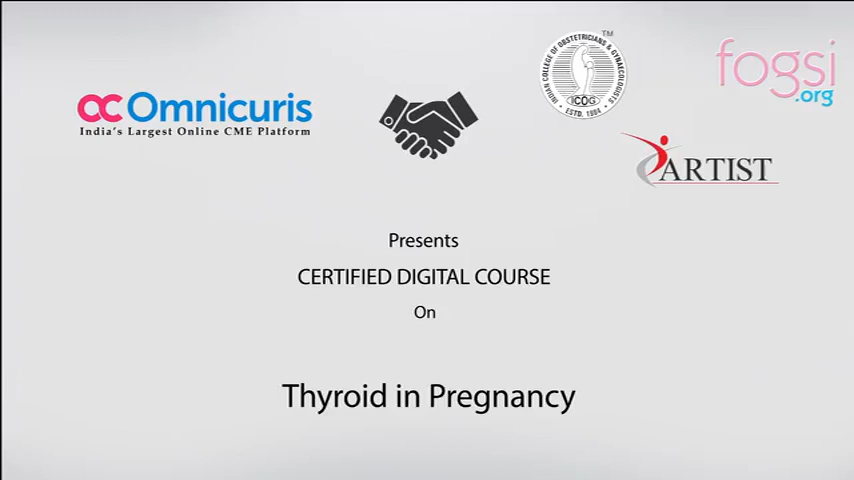 Omnicuris
India's Largest Online CME Platform
INDIAN COLLEGE OF OBSTETRICIANS & GYNAECOLOGISTS
TM
ICOG
ESTD. 1984
fogsi
.org
ARTIST
Presents
CERTIFIED DIGITAL COURSE
On
Thyroid in Pregnancy